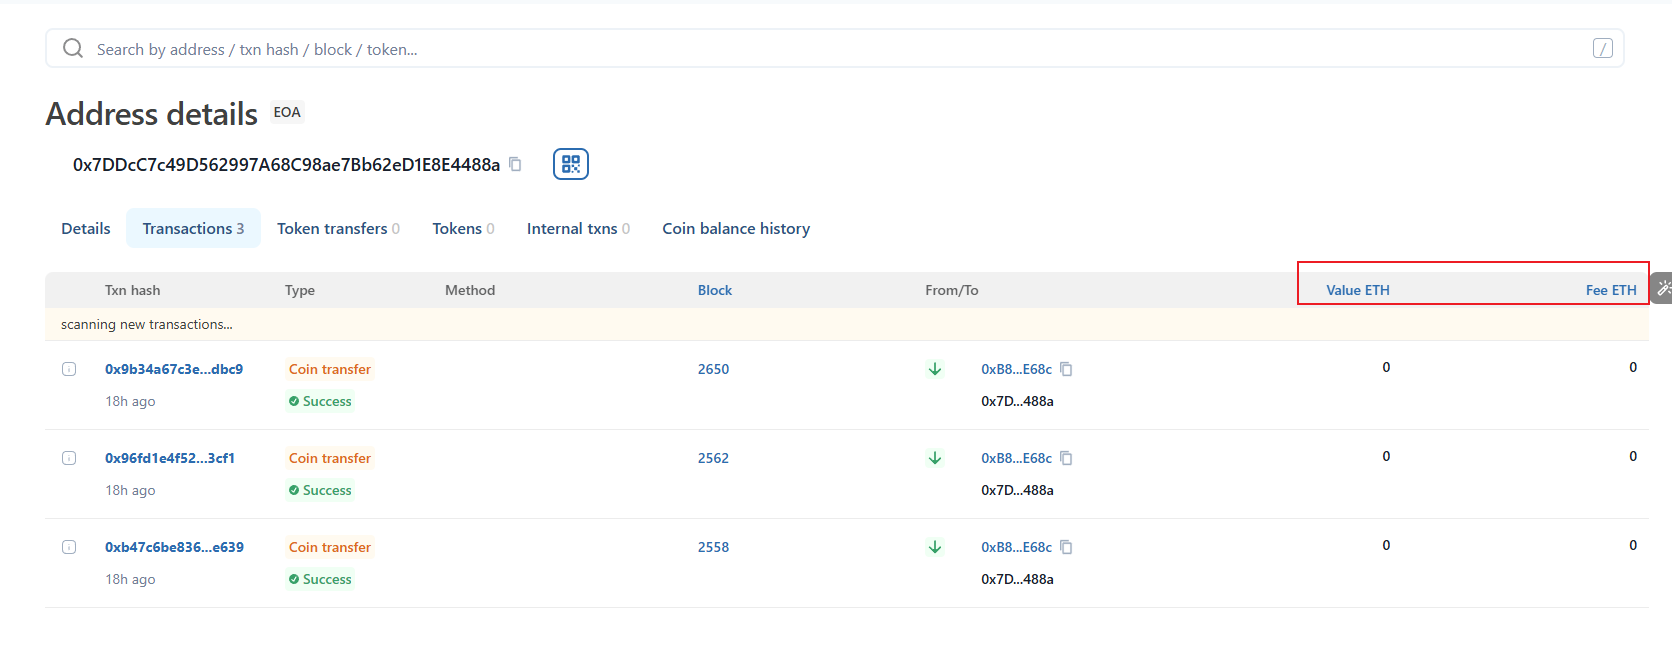 Search by address / txn hash / block / token... /
Address details EOA
0x7DDcC7c49D562997A68C98ae7Bb62eD1E8E4488a
Details Transactions 3 Token transfers 0 Tokens 0 Internal txns 0 Coin balance history
Txn hash Type Method Block From/To Value ETH Fee ETH
scanning new transactions...
0x9b34a67c3e...dbc9 Coin transfer 2650 0xB8...E68c 0 0
18h ago Success 0x7D...488a
0x96fd1e4f52...3cf1 Coin transfer 2562 0xB8...E68c 0 0
18h ago Success 0x7D...488a
0xb47c6be836...e639 Coin transfer 2558 0xB8...E68c 0 0
18h ago Success 0x7D...488a